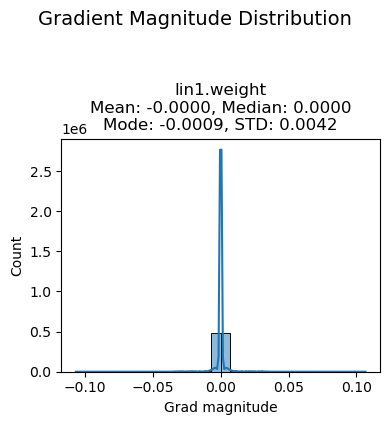 Gradient Magnitude Distribution
lin1.weight
Mean: -0.0000, Median: 0.0000
Mode: -0.0009, STD: 0.0042
1e6
2.5
2.0
1.5
1.0
0.5
0.0
Count
−0.10 −0.05 0.00 0.05 0.10
Grad magnitude